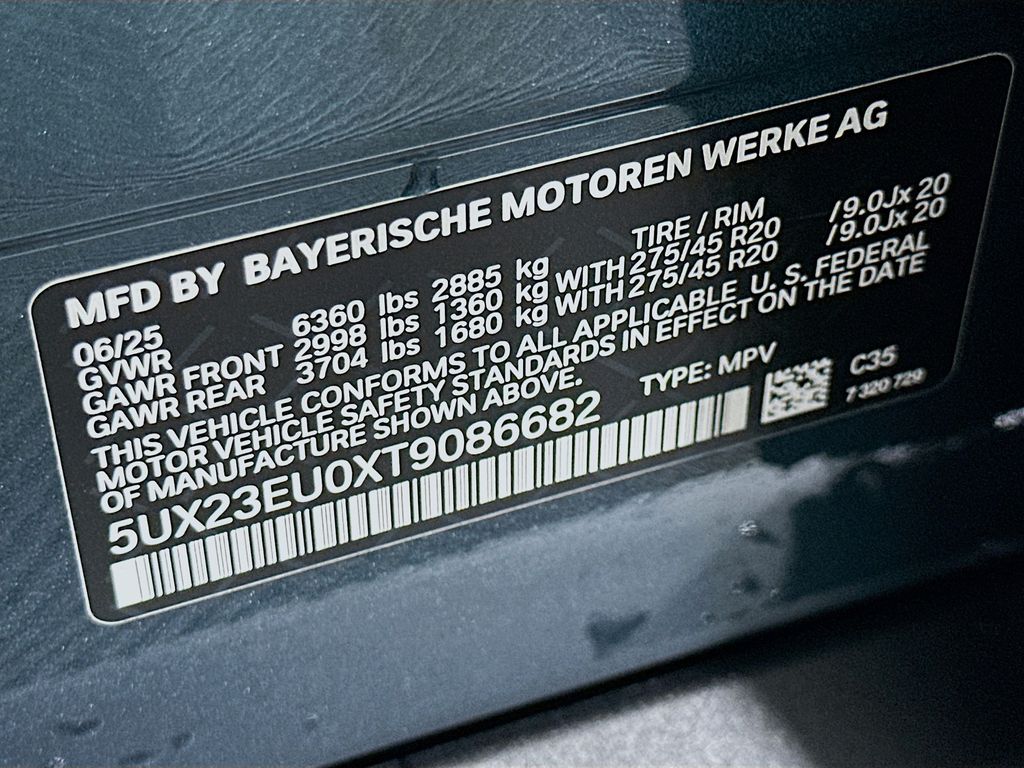 MFD BY BAYERISCHE MOTOREN WERKE AG
06/25 TIRE / RIM
GVWR 6360 lbs 2885 kg
GAWR FRONT 2998 lbs 1360 kg WITH 275/45 R20 /9.0Jx 20
GAWR REAR 3704 lbs 1680 kg WITH 275/45 R20 /9.0Jx 20
THIS VEHICLE CONFORMS TO ALL APPLICABLE U. S. FEDERAL
MOTOR VEHICLE SAFETY STANDARDS IN EFFECT ON THE DATE
OF MANUFACTURE SHOWN ABOVE.
5UX23EU0XT9086682 TYPE: MPV C35
7 320 729